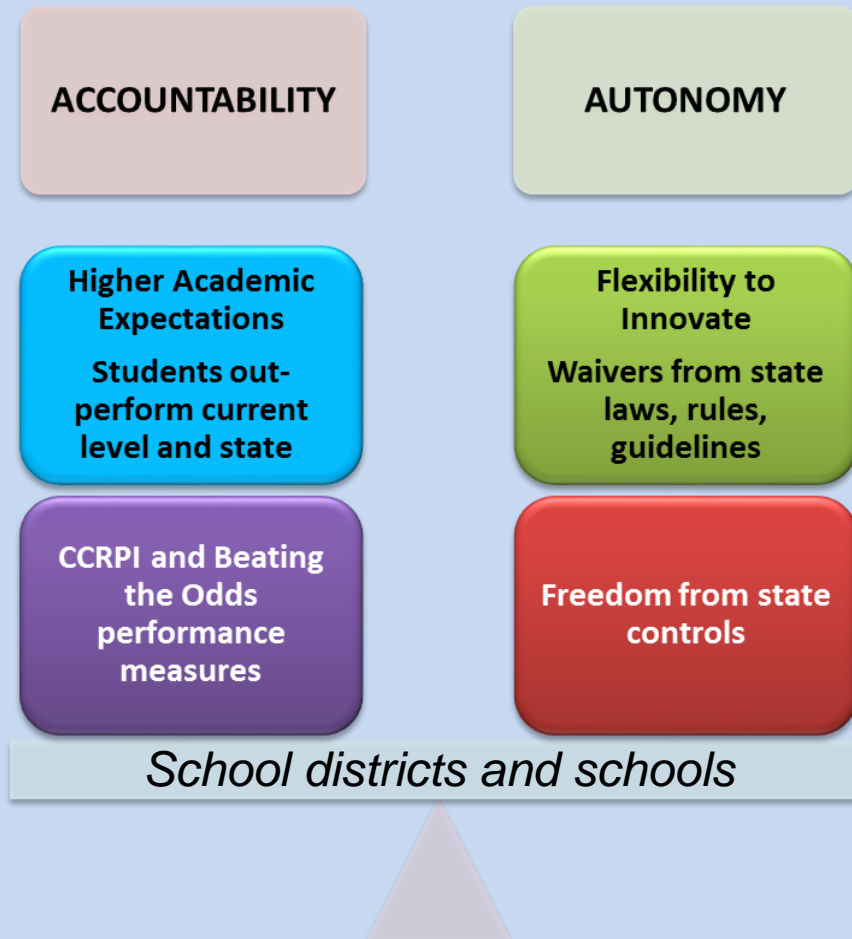 ACCOUNTABILITY
AUTONOMY
Higher Academic
Expectations
Students out-
perform current
level and state
Flexibility to
Innovate
Waivers from state
laws, rules,
guidelines
CCRPI and Beating
the Odds
performance
measures
Freedom from state
controls
School districts and schools